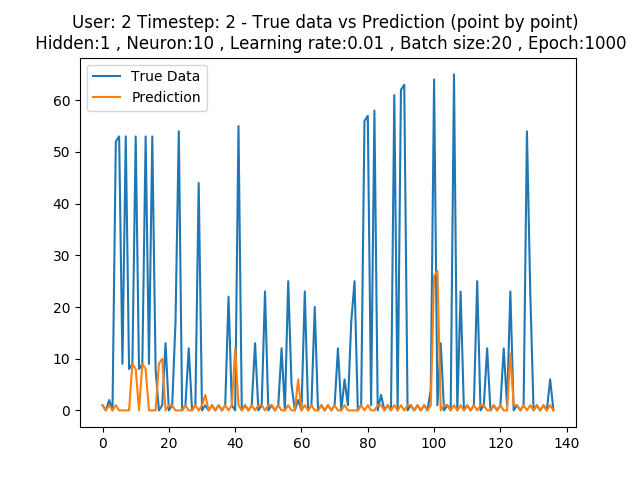 User: 2 Timestep: 2 - True data vs Prediction (point by point)
Hidden:1 , Neuron:10 , Learning rate:0.01 , Batch size:20 , Epoch:1000
True Data
Prediction
60
50
40
30
20
10
0
0 20 40 60 80 100 120 140